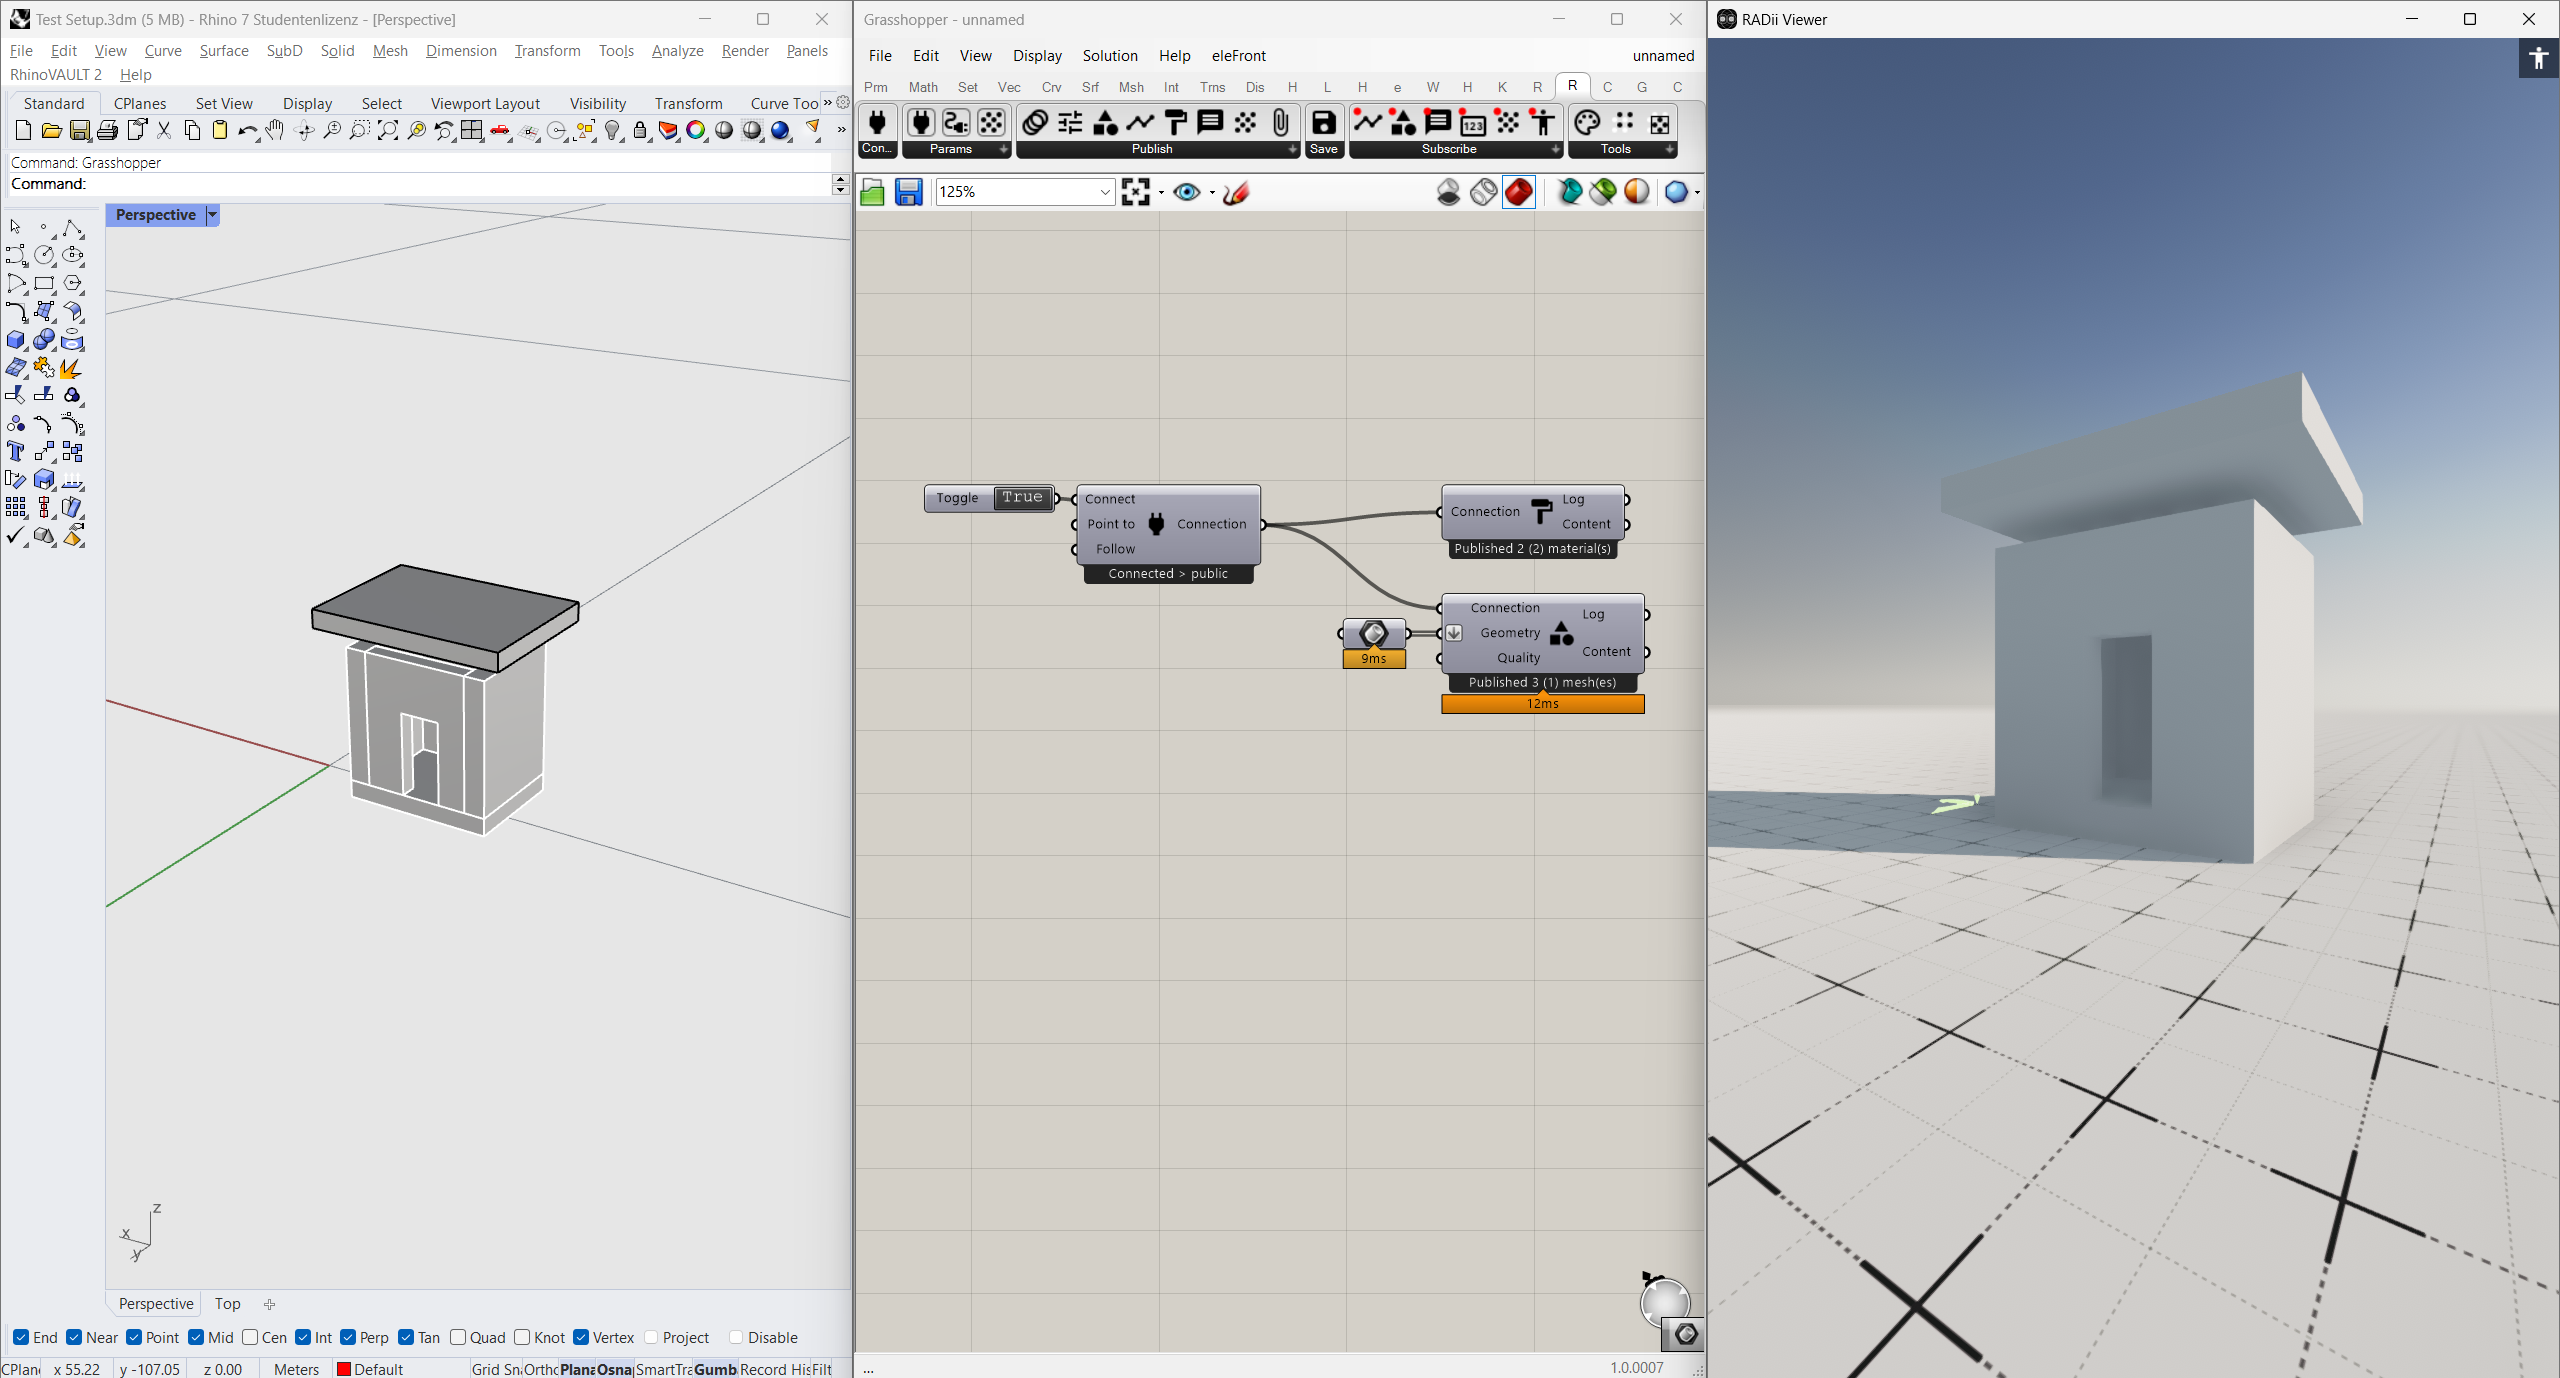 Test Setup.3dm (5 MB) - Rhino 7 Studentenlizenz - [Perspective]
File Edit View Curve Surface SubD Solid Mesh Dimension Transform Tools Analyze Render Panels
RhinoVAULT 2 Help
Standard CPlanes Set View Display Select Viewport Layout Visibility Transform Curve Too »
»
Command: Grasshopper
Command:
Perspective
z
x
y
Perspective Top
End Near Point Mid Cen Int Perp Tan Quad Knot Vertex Project Disable
CPlan x 55.22 y -107.05 z 0.00 Meters Default Grid Sn Ortho Plana Osna SmartTra Gumb Record His Filt
Grasshopper - unnamed
File Edit View Display Solution Help eleFront unnamed
Prm Math Set Vec Crv Srf Msh Int Trns Dis H L H e W H K R R C G C
123
Con... Params Publish Save Subscribe Tools
125%
Toggle True
Connect
Point to
Follow
Connection
Connected > public
Connection
Log
Content
Published 2 (2) material(s)
9ms
Connection
Geometry
Quality
Log
Content
Published 3 (1) mesh(es)
12ms
... 1.0.0007
RADii Viewer